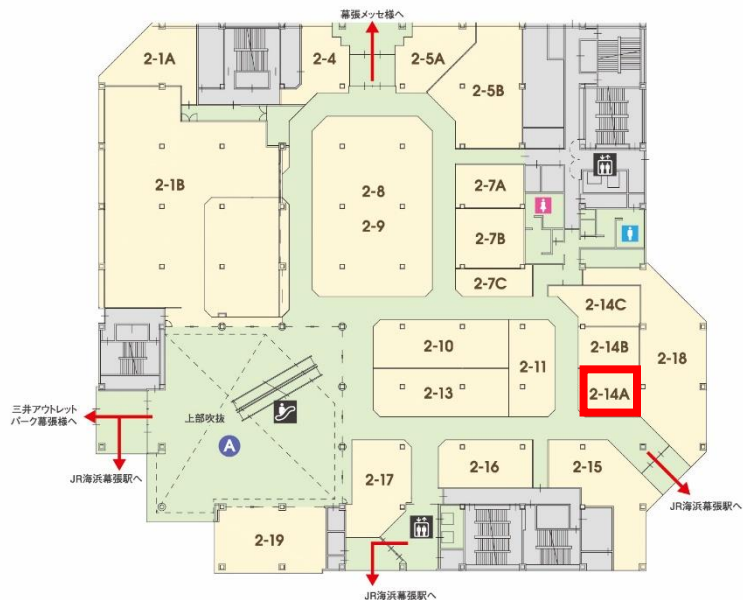 幕張メッセ様へ
2-1A
2-4
2-5A
2-5B
2-1B
2-8
2-9
2-7A
2-7B
2-7C
2-14C
2-10
2-11
2-14B
2-18
2-13
2-14A
三井アウトレット
パーク幕張様へ
上部吹抜
A
JR海浜幕張駅へ
2-17
2-16
2-15
JR海浜幕張駅へ
2-19
JR海浜幕張駅へ